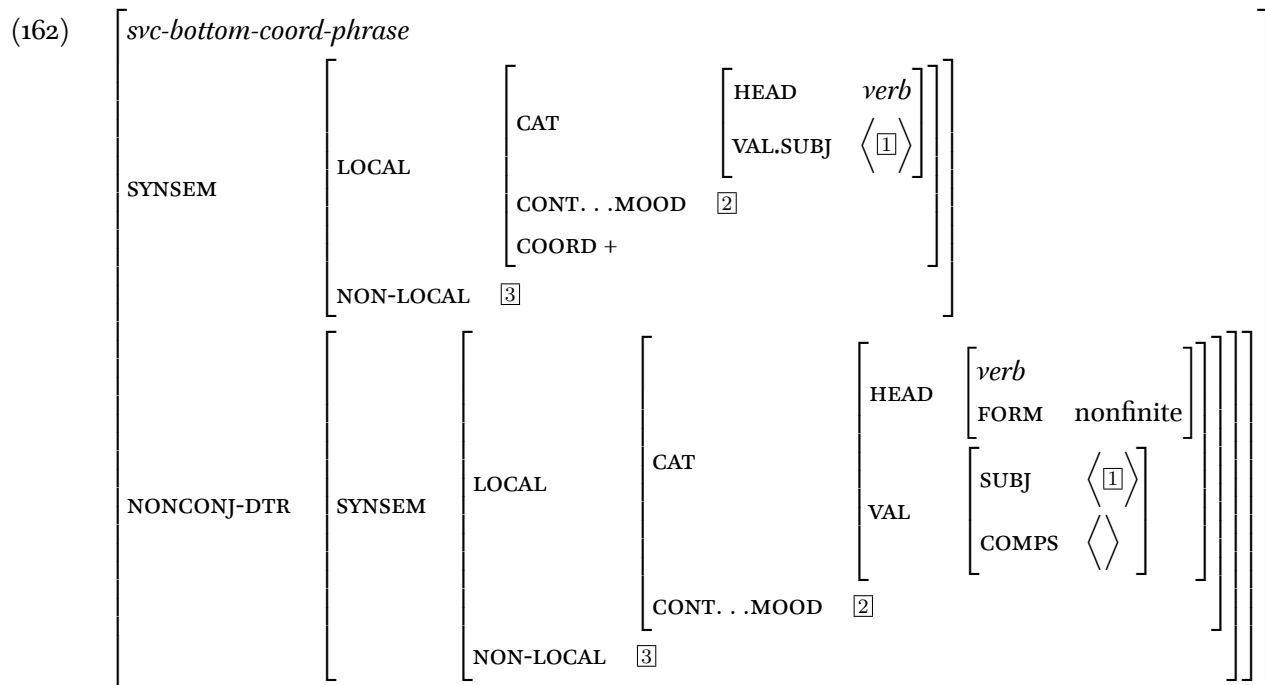 (162)
svc-bottom-coord-phrase
HEAD verb
CAT
VAL.SUBJ ⟨1⟩
LOCAL
SYNSEM
CONT. . .MOOD 2
COORD +
NON-LOCAL 3
verb
HEAD
FORM nonfinite
CAT
SUBJ ⟨1⟩
LOCAL
NONCONJ-DTR SYNSEM
VAL
COMPS ⟨⟩
CONT. . .MOOD 2
NON-LOCAL 3